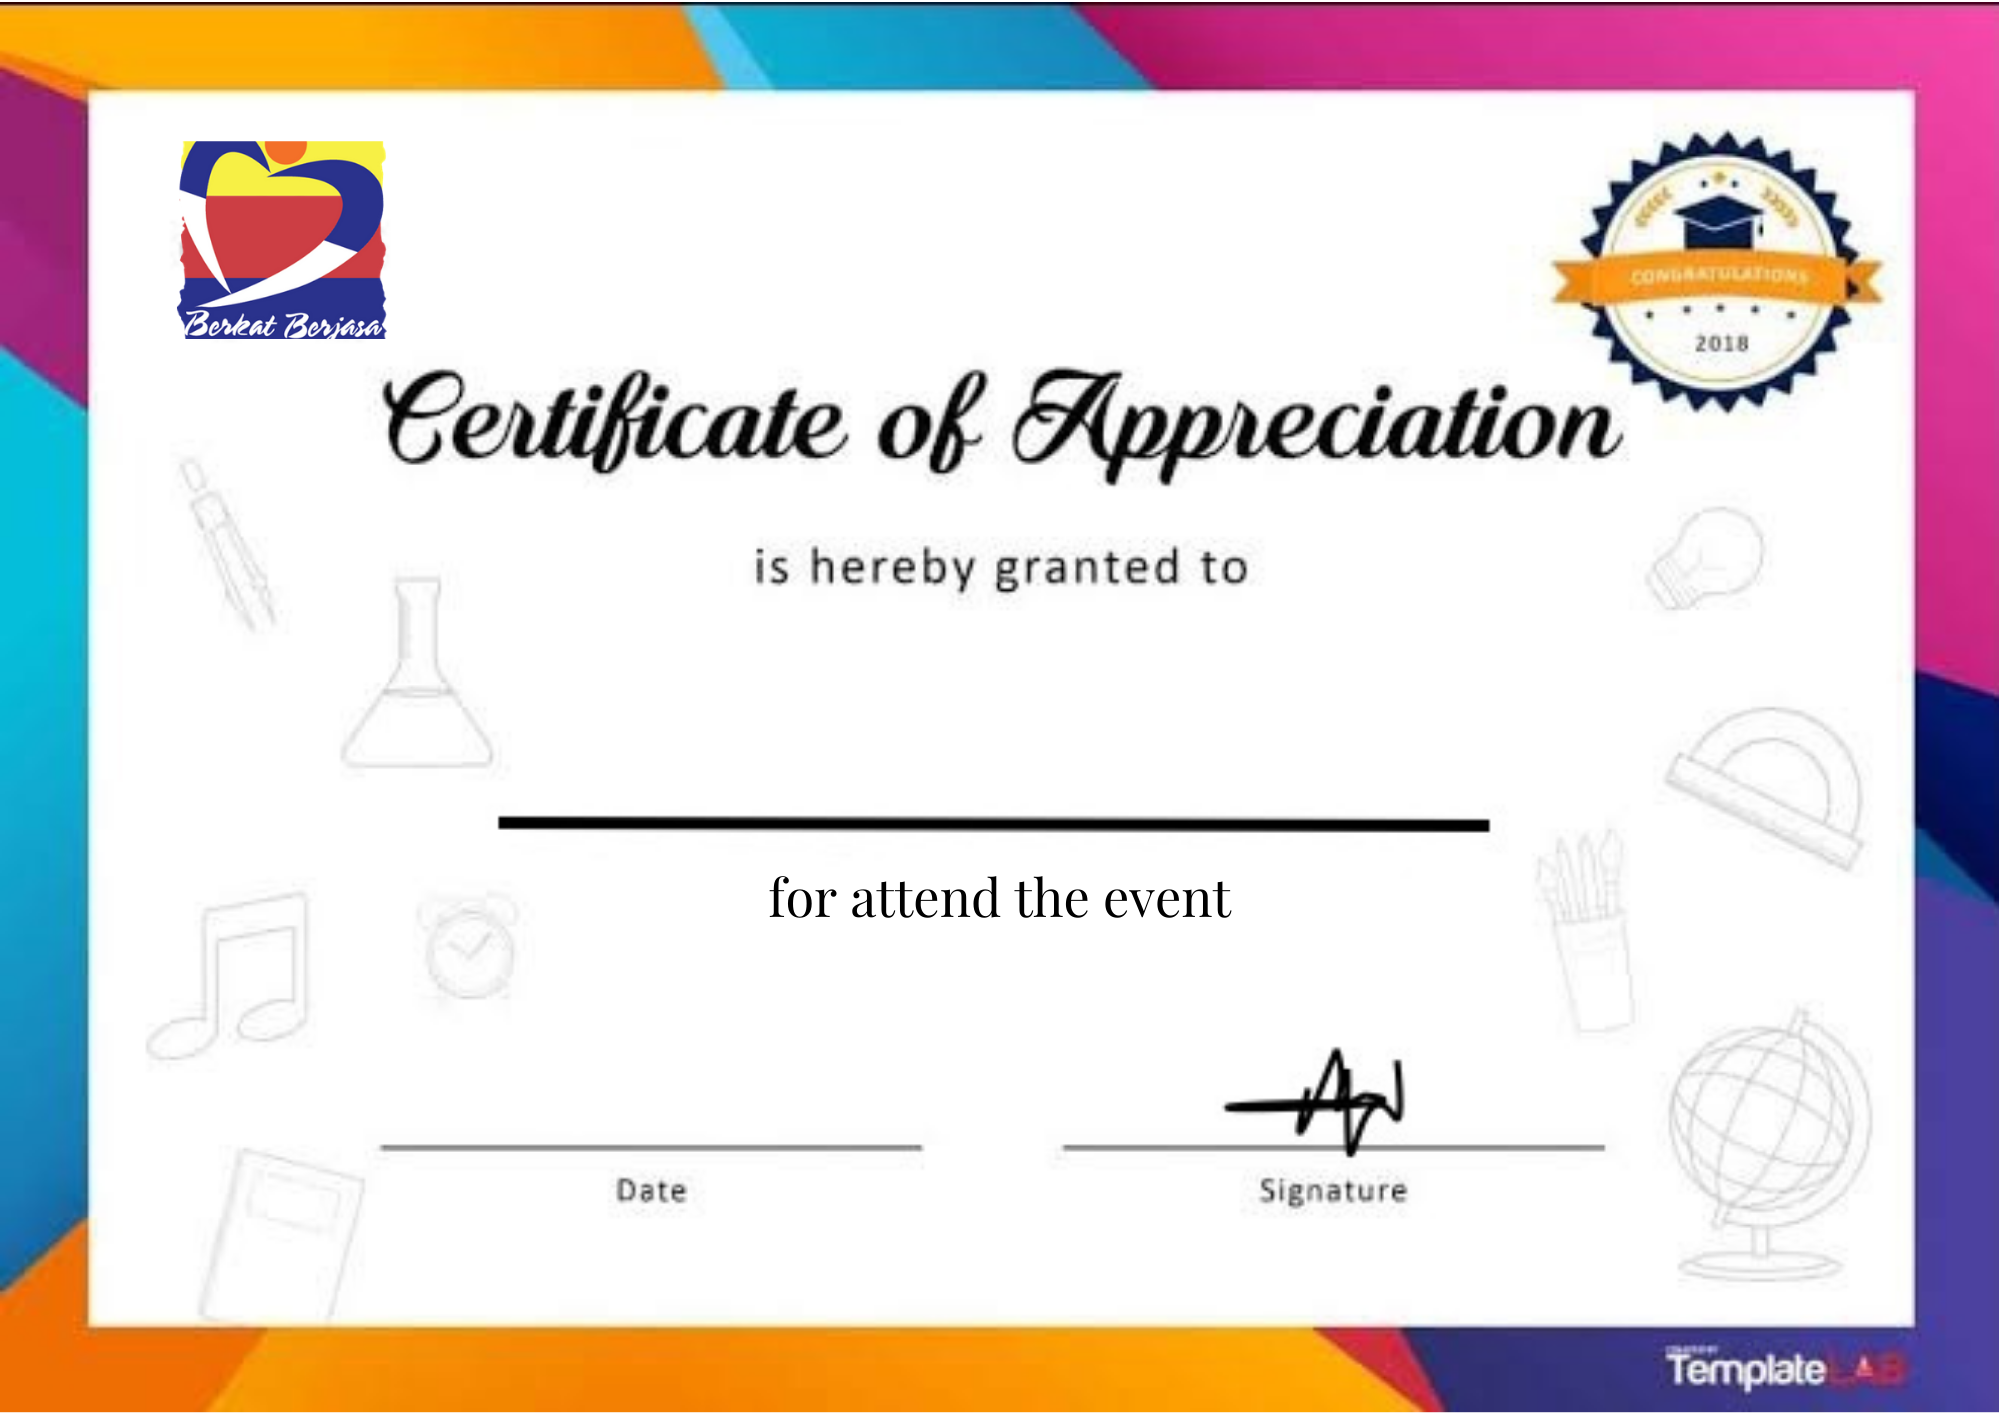 Berkat Berjasa
CONGRATULATIONS
2018
Certificate of Appreciation
is hereby granted to
for attend the event
Date
Signature
TemplateLAB